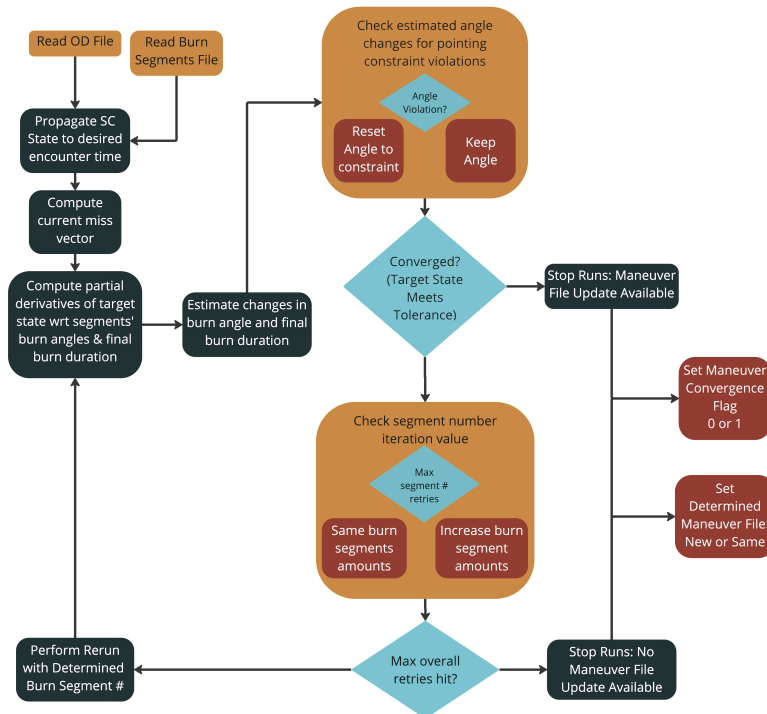 Read OD File
Read Burn
Segments File
Propagate SC
State to desired
encounter time
Compute
current miss
vector
Compute partial
derivatives of target
state wrt segments'
burn angles & final
burn duration
Estimate changes in
burn angle and final
burn duration
Check estimated angle
changes for pointing
constraint violations
Angle
Violation?
Reset
Angle to
constraint
Keep
Angle
Converged?
(Target State
Meets
Tolerance)
Stop Runs: Maneuver
File Update Available
Set Maneuver
Convergence
Flag
0 or 1
Set
Determined
Maneuver File:
New or Same
Check segment number
iteration value
Max
segment #
retries
Same burn
segments
amounts
Increase burn
segment
amounts
Max overall
retries hit?
Stop Runs: No
Maneuver File
Update Available
Perform Rerun
with Determined
Burn Segment #